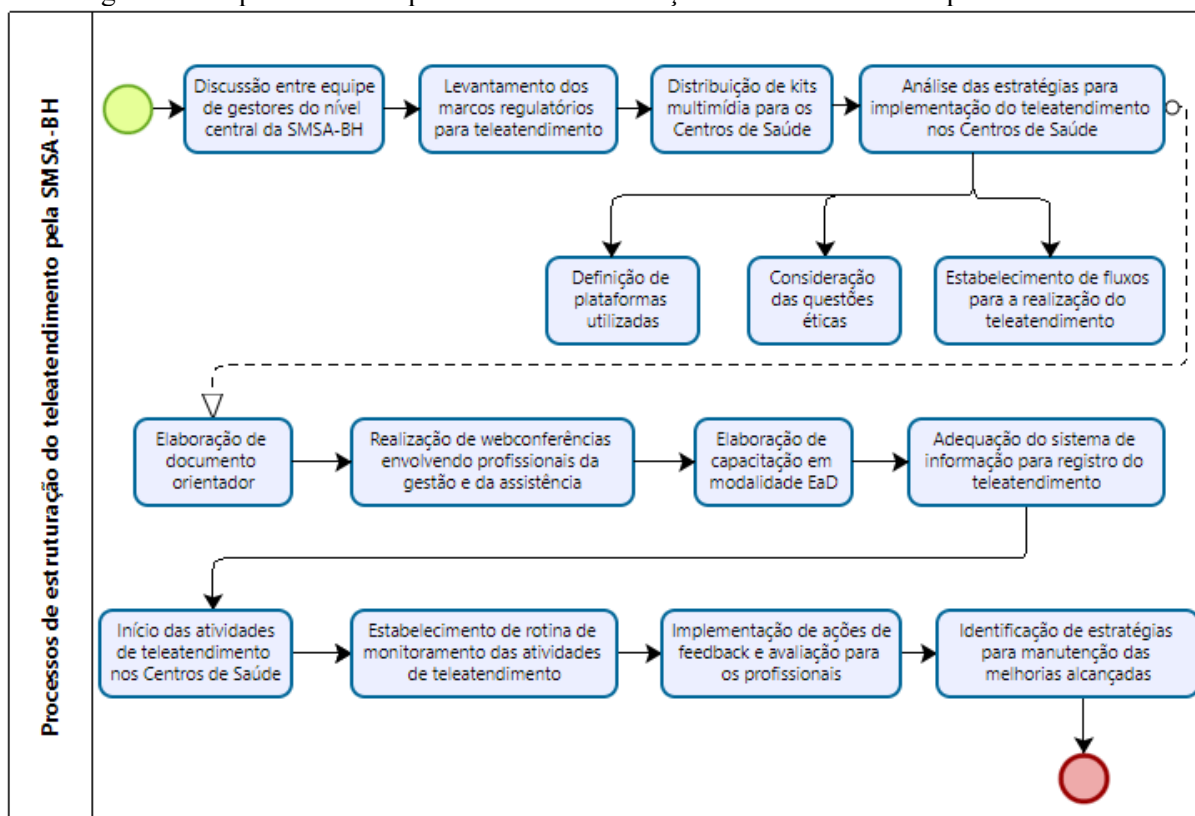 Processos de estruturação do teleatendimento pela SMSA-BH
Discussão entre equipe
de gestores do nível
central da SMSA-BH
Levantamento dos
marcos regulatórios
para teleatendimento
Distribuição de kits
multimídia para os
Centros de Saúde
Análise das estratégias para
implementação do teleatendimento
nos Centros de Saúde
Definição de
plataformas
utilizadas
Consideração
das questões
éticas
Estabelecimento de fluxos
para a realização do
teleatendimento
Elaboração de
documento
orientador
Realização de webconferências
envolvendo profissionais da
gestão e da assistência
Elaboração de
capacitação em
modalidade EaD
Adequação do sistema de
informação para registro do
teleatendimento
Início das atividades
de teleatendimento
nos Centros de Saúde
Estabelecimento de rotina de
monitoramento das atividades
de teleatendimento
Implementação de ações de
feedback e avaliação para
os profissionais
Identificação de estratégias
para manutenção das
melhorias alcançadas